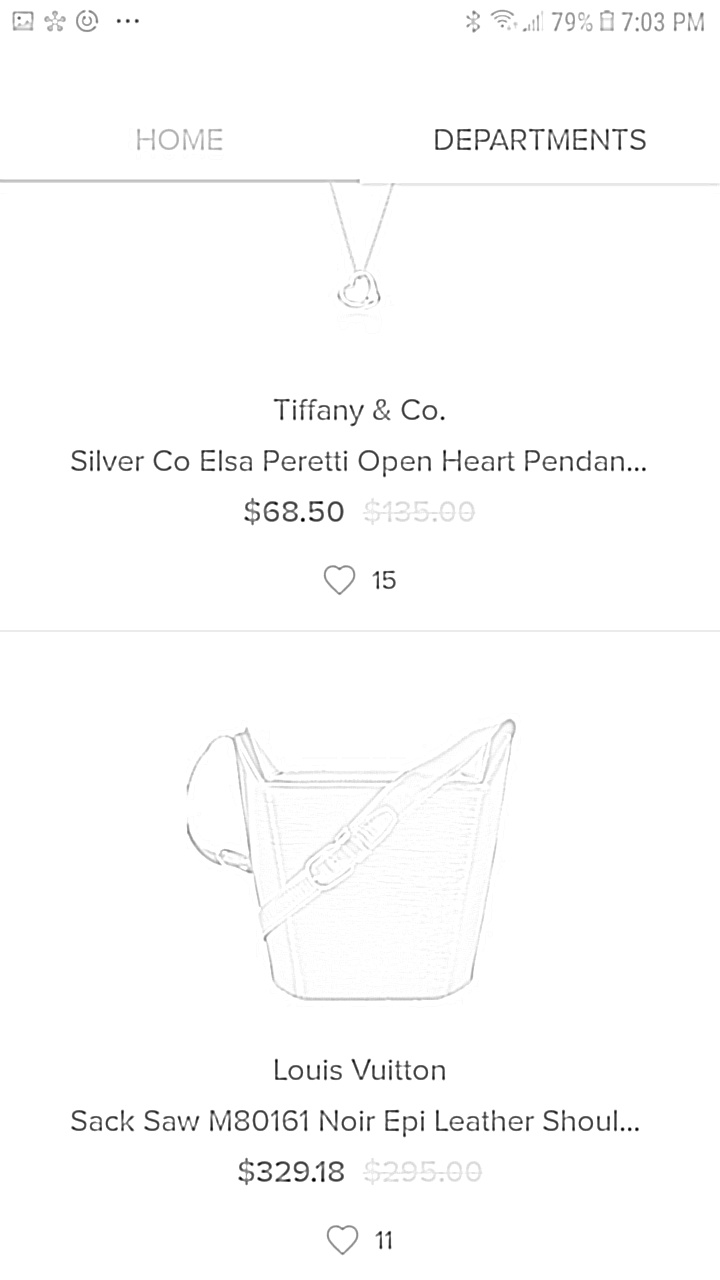 79% 7:03 PM
HOME DEPARTMENTS
Tiffany & Co.
Silver Co Elsa Peretti Open Heart Pendan...
$68.50 $135.00
15
Louis Vuitton
Sack Saw M80161 Noir Epi Leather Shoul...
$329.18 $295.00
11